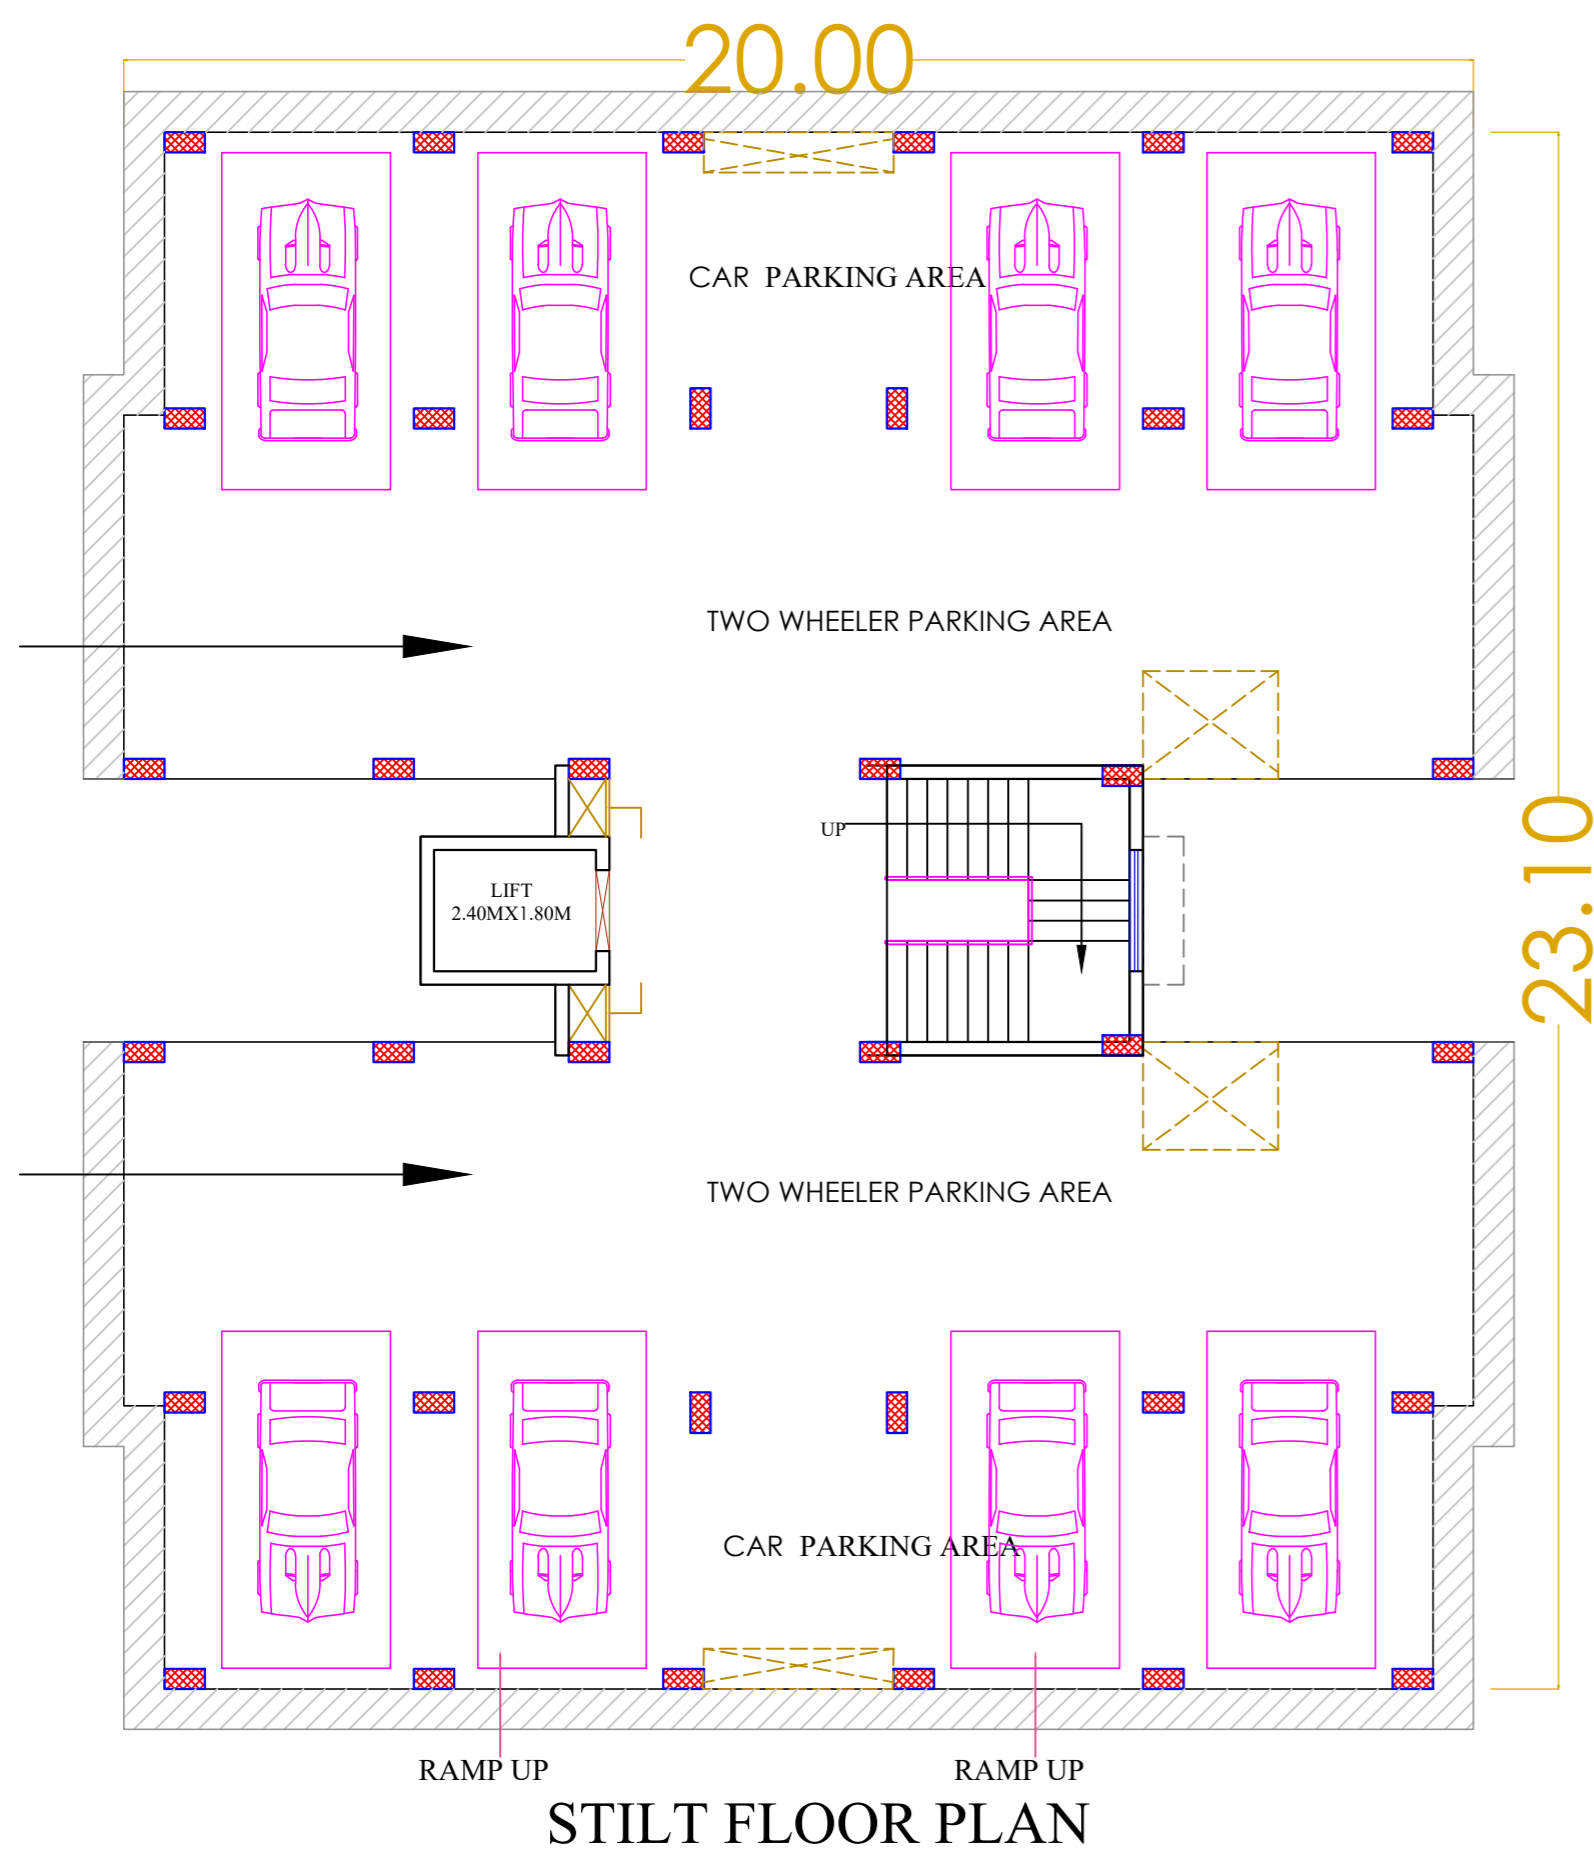 20.00
CAR PARKING AREA
TWO WHEELER PARKING AREA
UP
LIFT
2.40MX1.80M
23.10
TWO WHEELER PARKING AREA
CAR PARKING AREA
RAMP UP
RAMP UP
STILT FLOOR PLAN